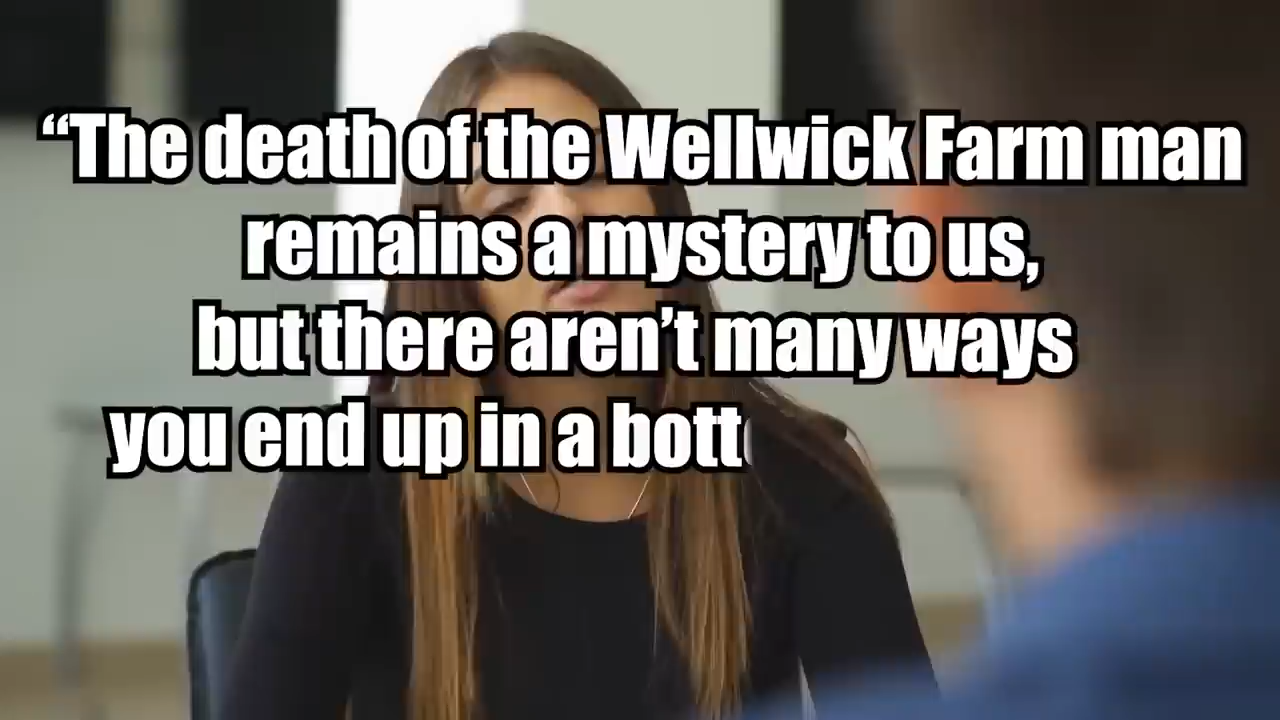 “The death of the Wellwick Farm man
remains a mystery to us,
but there aren’t many ways
you end up in a bott